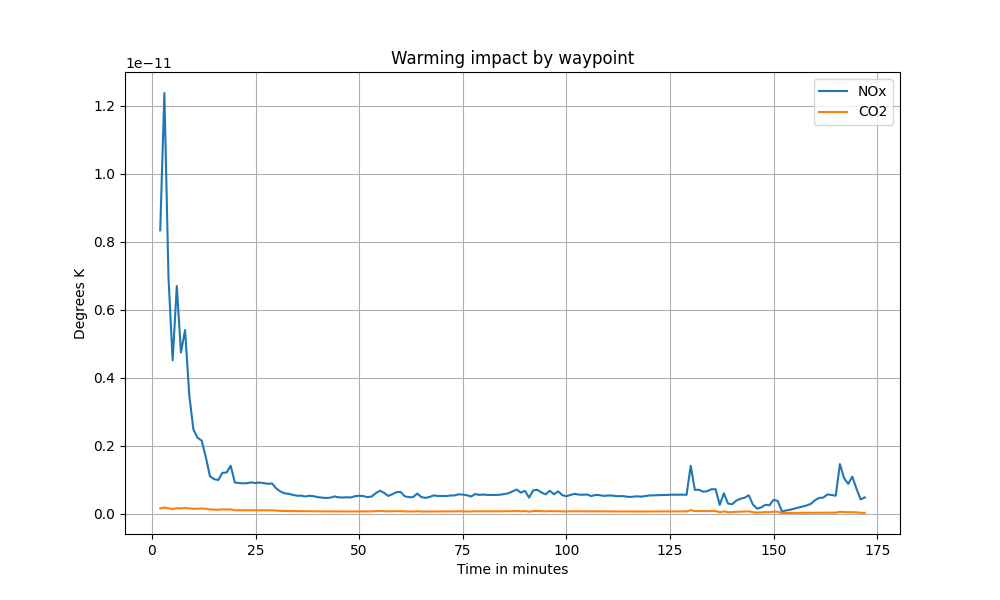 Warming impact by waypoint
1e−11
NOx
CO2
1.2
1.0
0.8
0.6
0.4
0.2
0.0
Degrees K
0 25 50 75 100 125 150 175
Time in minutes